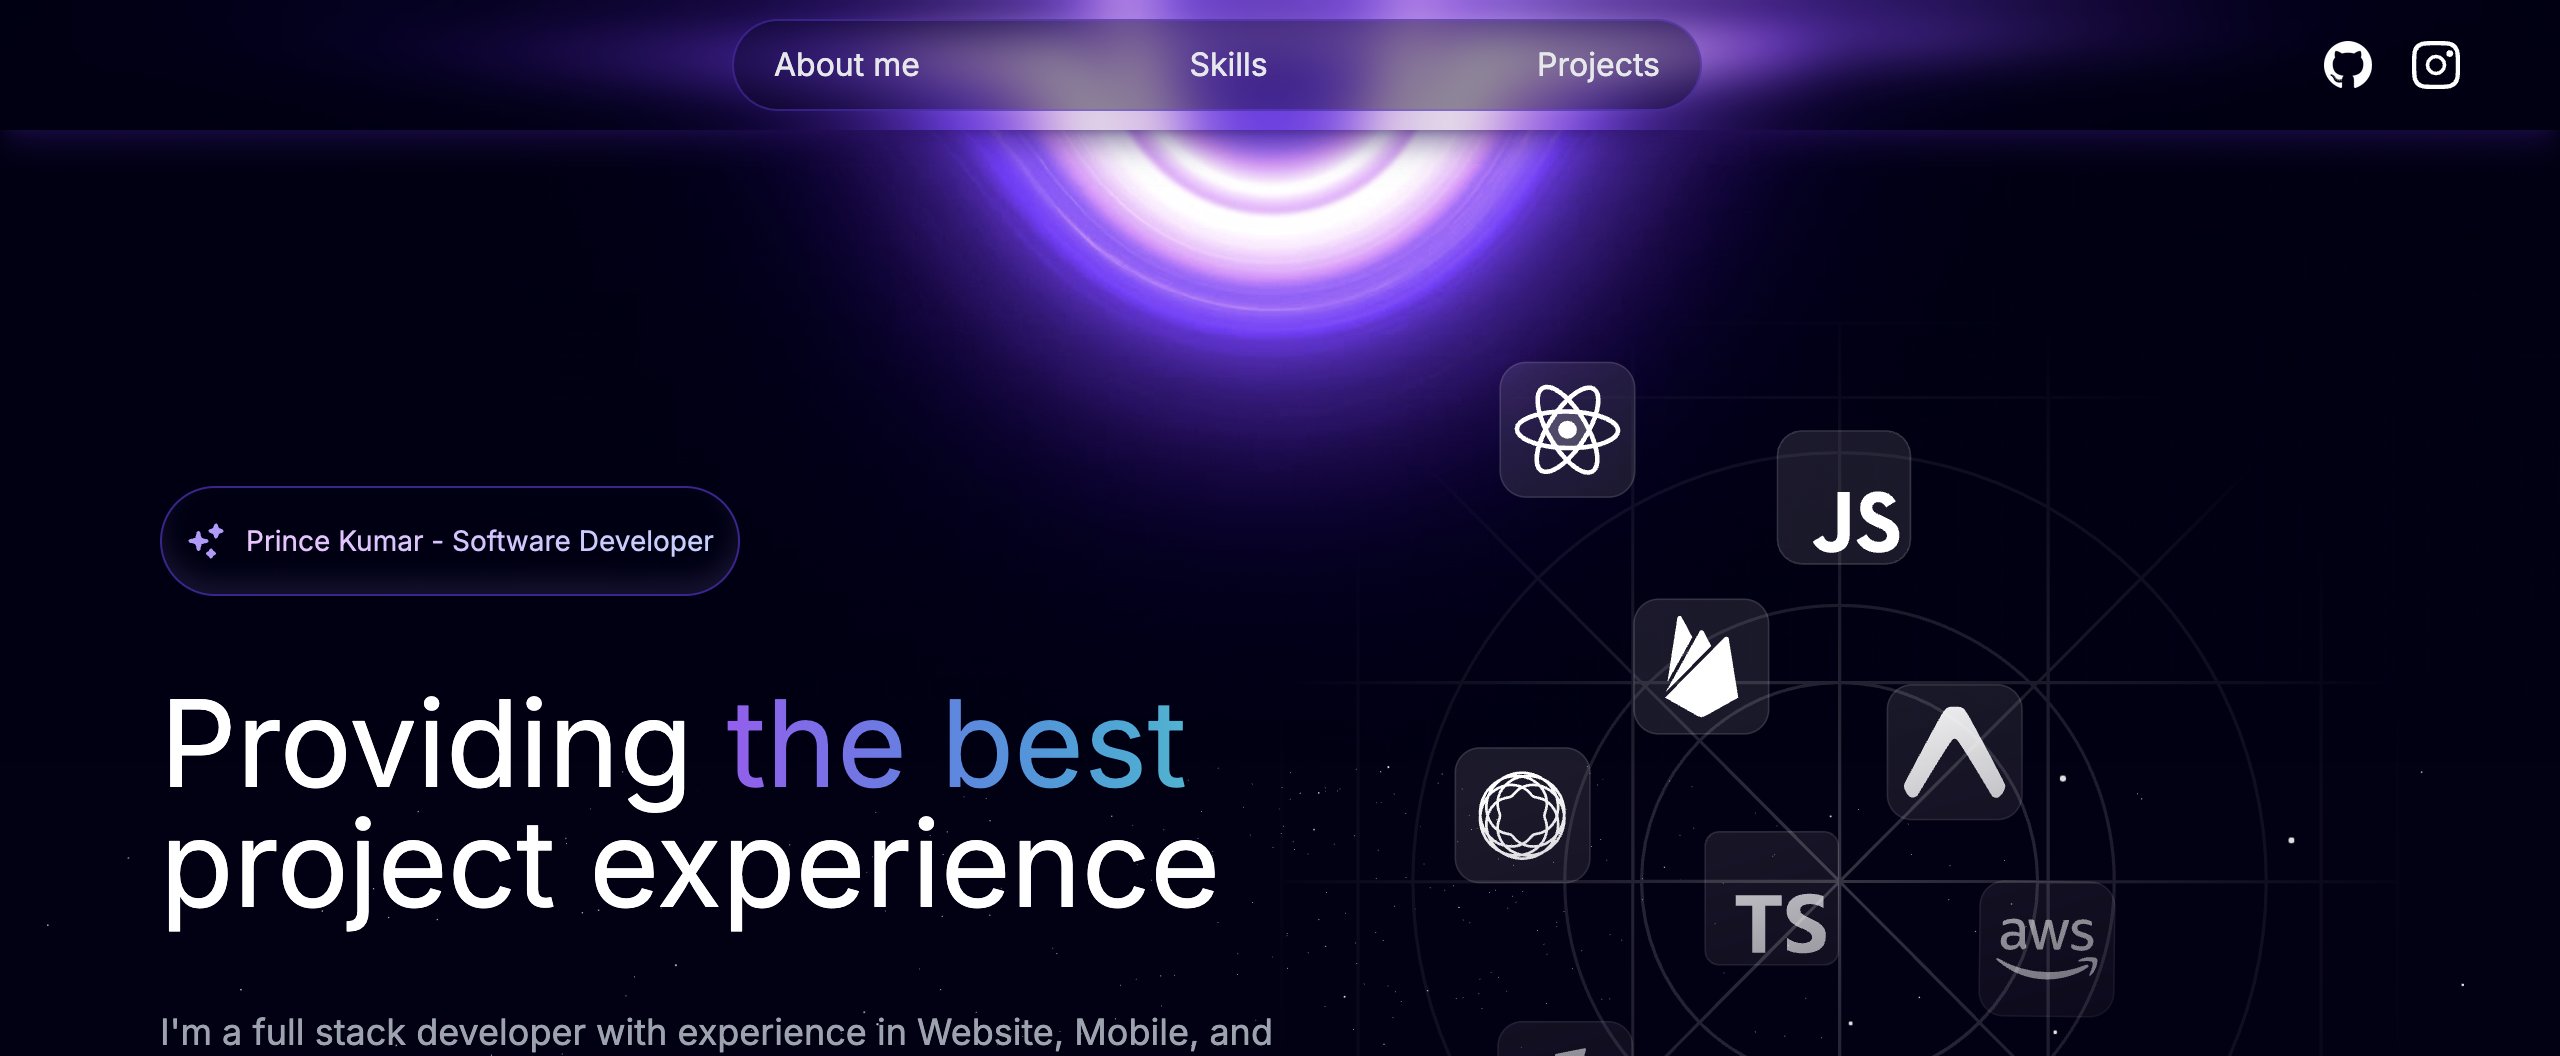 About me Skills Projects
Prince Kumar - Software Developer
JS
Providing the best
project experience
TS
aws
I'm a full stack developer with experience in Website, Mobile, and